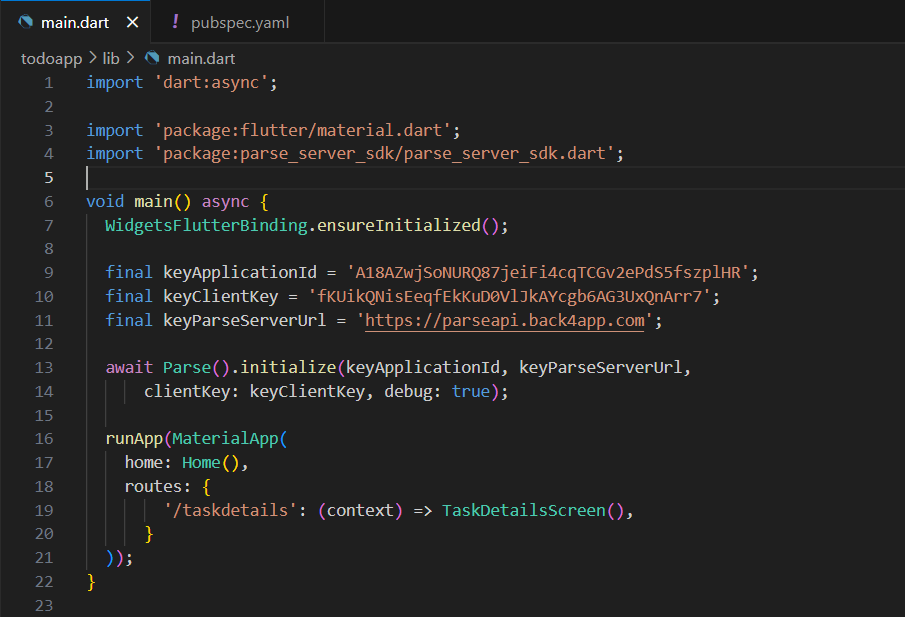 main.dart
pubspec.yaml
todoapp > lib > main.dart
1 import 'dart:async';
2
3 import 'package:flutter/material.dart';
4 import 'package:parse_server_sdk/parse_server_sdk.dart';
5
6 void main() async {
7 WidgetsFlutterBinding.ensureInitialized();
8
9 final keyApplicationId = 'A18AZwjSoNURQ87jeiFi4cqTCGv2ePdS5fszplHR';
10 final keyClientKey = 'fKUikQNisEeqfEkKuD0VlJkAYcgb6AG3UxQnArr7';
11 final keyParseServerUrl = 'https://parseapi.back4app.com';
12
13 await Parse().initialize(keyApplicationId, keyParseServerUrl,
14 clientKey: keyClientKey, debug: true);
15
16 runApp(MaterialApp(
17 home: Home(),
18 routes: {
19 '/taskdetails': (context) => TaskDetailsScreen(),
20 }
21 ));
22 }
23